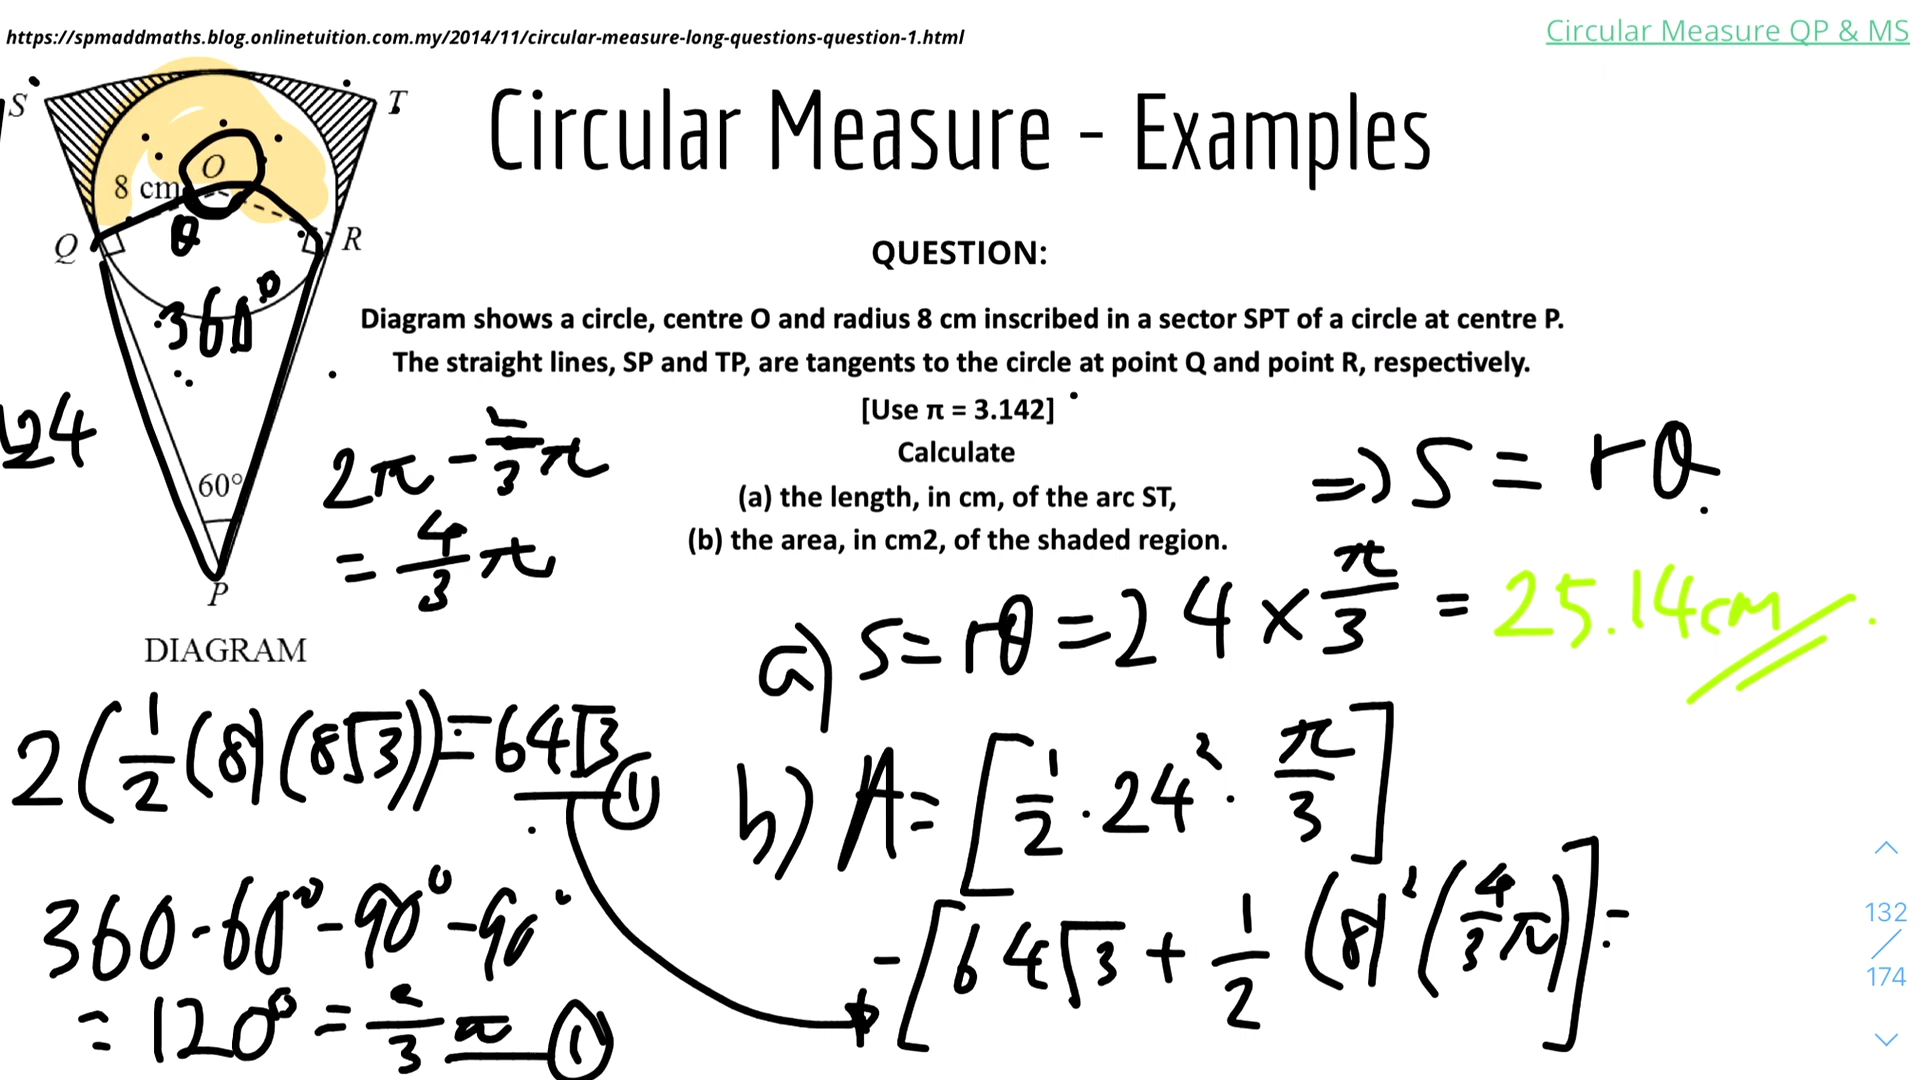 https://spmaddmaths.blog.onlinetuition.com.my/2014/11/circular-measure-long-questions-question-1.html
Circular Measure QP & MS
Circular Measure - Examples
S
T
O
8 cm
θ
Q
R
360°
24
60°
P
DIAGRAM
QUESTION:
Diagram shows a circle, centre O and radius 8 cm inscribed in a sector SPT of a circle at centre P.
The straight lines, SP and TP, are tangents to the circle at point Q and point R, respectively.
[Use π = 3.142]
Calculate
(a) the length, in cm, of the arc ST,
(b) the area, in cm2, of the shaded region.
2π - 2/3 π
= 4/3 π
=> S = rθ
a) S = rθ = 24 × π/3 = 25.14cm
2(1/2 (8)(8√3)) = 64√3 ①
360 - 60° - 90° - 90°
= 120° = 2/3 π ①
b) A = [1/2 · 24² · π/3]
- [64√3 + 1/2 (8)² (4/3 π)] =
132
/
174